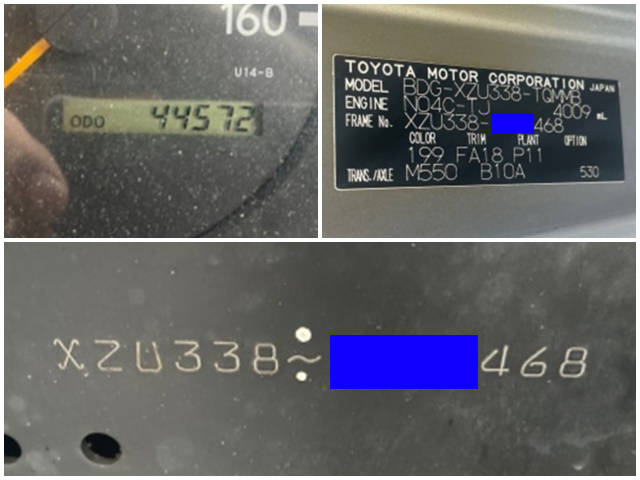 160
U14-B
ODO 44572
TOYOTA MOTOR CORPORATION JAPAN
MODEL BDG-XZU338-TQMMB
ENGINE N04C-TJ 4009 mL
FRAME No. XZU338- 468
COLOR TRIM PLANT OPTION
199 FA18 P11
TRANS./AXLE M550 B10A 530
XZU338~ 468